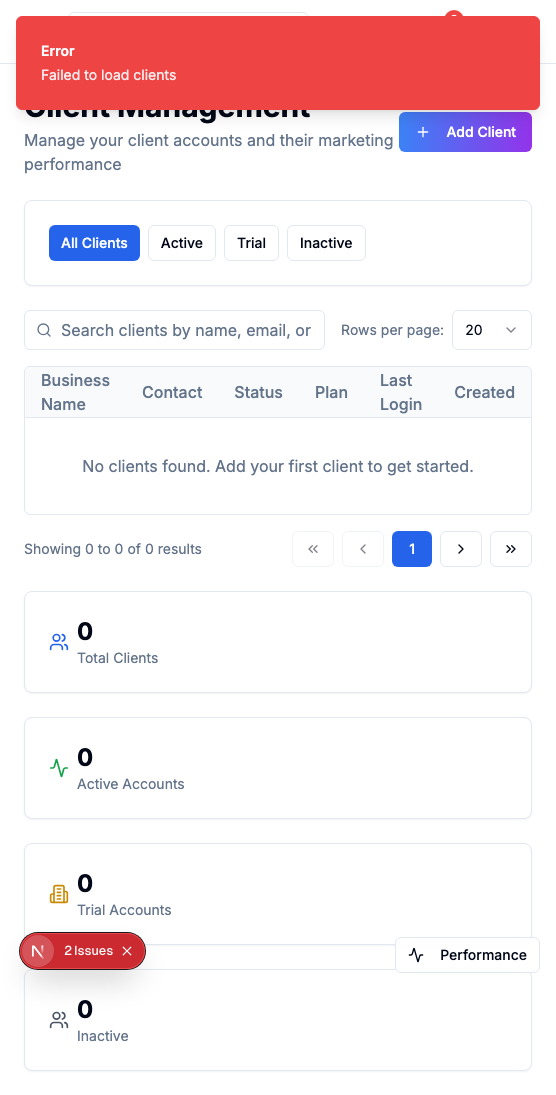 Error
Failed to load clients
Client Management
Manage your client accounts and their marketing
performance
Add Client
All Clients
Active
Trial
Inactive
Search clients by name, email, or
Rows per page:
20
Business
Name
Contact
Status
Plan
Last
Login
Created
No clients found. Add your first client to get started.
Showing 0 to 0 of 0 results
1
0
Total Clients
0
Active Accounts
0
Trial Accounts
N
2 Issues
Performance
0
Inactive